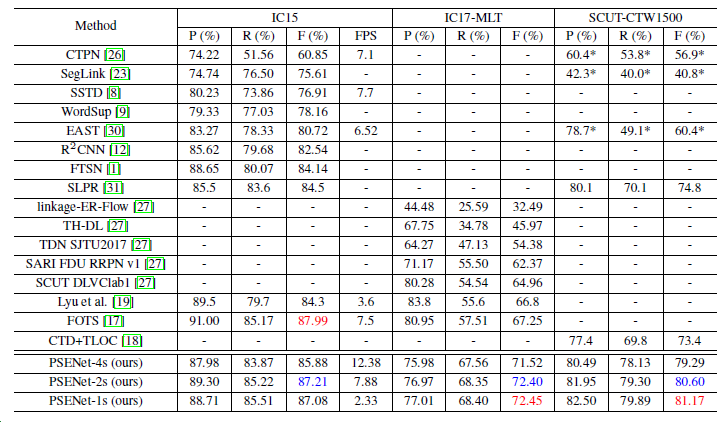 Method IC15 IC17-MLT SCUT-CTW1500
P (%) R (%) F (%) FPS P (%) R (%) F (%) P (%) R (%) F (%)
CTPN [26] 74.22 51.56 60.85 7.1 - - - 60.4* 53.8* 56.9*
SegLink [23] 74.74 76.50 75.61 - - - - 42.3* 40.0* 40.8*
SSTD [8] 80.23 73.86 76.91 7.7 - - - - - -
WordSup [9] 79.33 77.03 78.16 - - - - - - -
EAST [30] 83.27 78.33 80.72 6.52 - - - 78.7* 49.1* 60.4*
R²CNN [12] 85.62 79.68 82.54 - - - - - - -
FTSN [1] 88.65 80.07 84.14 - - - - - - -
SLPR [31] 85.5 83.6 84.5 - - - - 80.1 70.1 74.8
linkage-ER-Flow [27] - - - - 44.48 25.59 32.49 - - -
TH-DL [27] - - - - 67.75 34.78 45.97 - - -
TDN SJTU2017 [27] - - - - 64.27 47.13 54.38 - - -
SARI FDU RRPN v1 [27] - - - - 71.17 55.50 62.37 - - -
SCUT DLVClab1 [27] - - - - 80.28 54.54 64.96 - - -
Lyu et al. [19] 89.5 79.7 84.3 3.6 83.8 55.6 66.8 - - -
FOTS [17] 91.00 85.17 87.99 7.5 80.95 57.51 67.25 - - -
CTD+TLOC [18] - - - - - - - 77.4 69.8 73.4
PSENet-4s (ours) 87.98 83.87 85.88 12.38 75.98 67.56 71.52 80.49 78.13 79.29
PSENet-2s (ours) 89.30 85.22 87.21 7.88 76.97 68.35 72.40 81.95 79.30 80.60
PSENet-1s (ours) 88.71 85.51 87.08 2.33 77.01 68.40 72.45 82.50 79.89 81.17